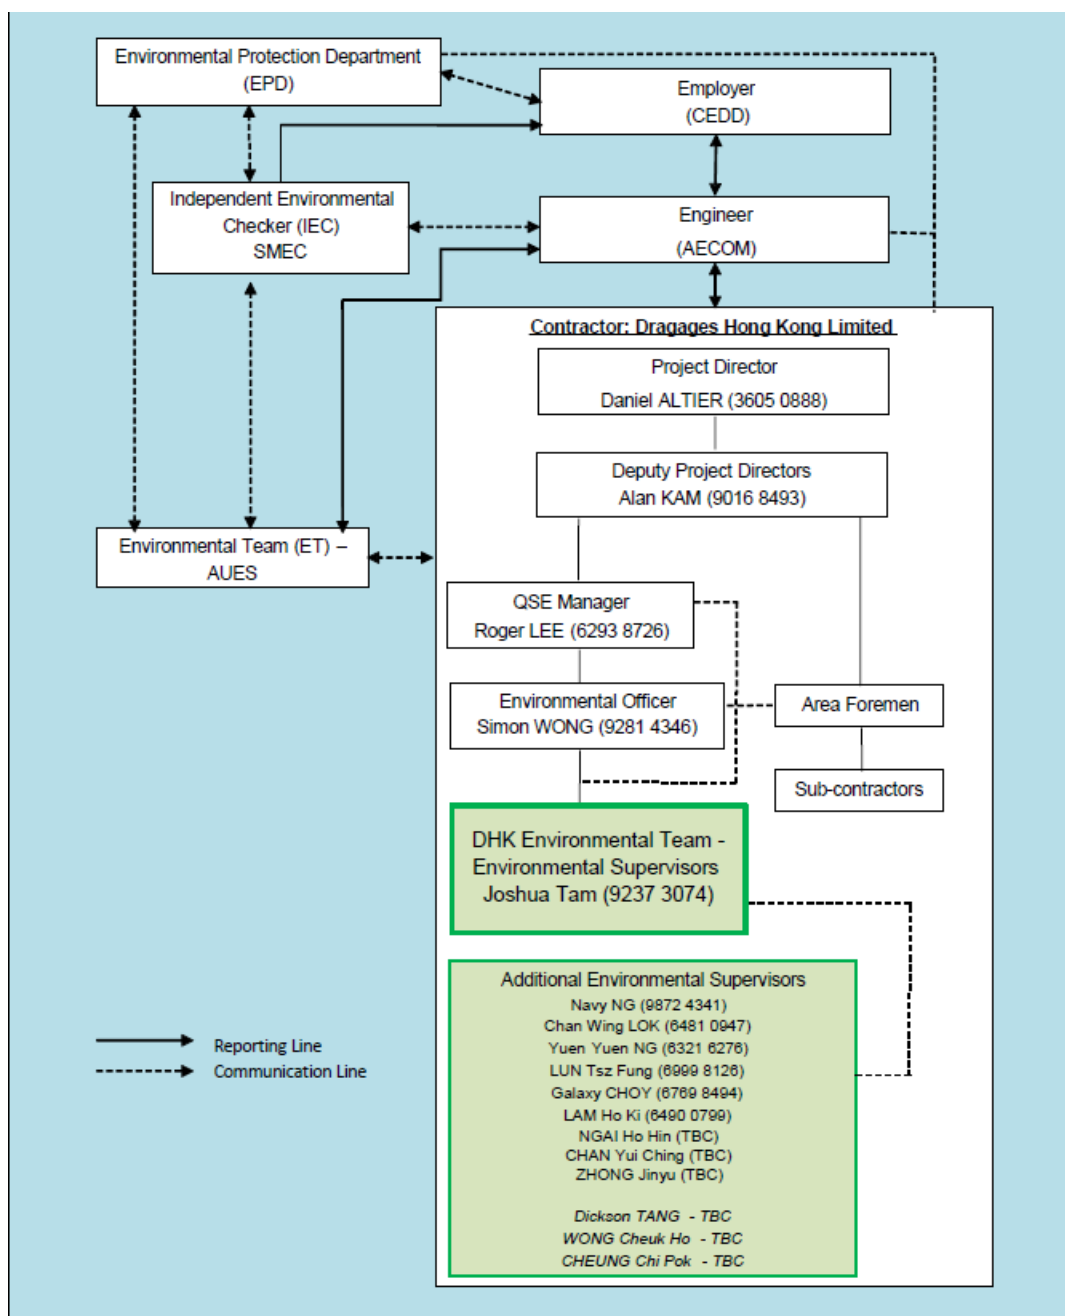 Environmental Protection Department
(EPD)
Employer
(CEDD)
Independent Environmental
Checker (IEC)
SMEC
Engineer
(AECOM)
Contractor: Dragages Hong Kong Limited
Project Director
Daniel ALTIER (3605 0888)
Deputy Project Directors
Alan KAM (9016 8493)
Environmental Team (ET) –
AUES
QSE Manager
Roger LEE (6293 8726)
Environmental Officer
Simon WONG (9281 4346)
Area Foremen
Sub-contractors
DHK Environmental Team -
Environmental Supervisors
Joshua Tam (9237 3074)
Additional Environmental Supervisors
Navy NG (9872 4341)
Chan Wing LOK (6481 0947)
Yuen Yuen NG (6321 6276)
LUN Tsz Fung (6999 8126)
Galaxy CHOY (6769 8494)
LAM Ho Ki (6490 0799)
NGAI Ho Hin (TBC)
CHAN Yui Ching (TBC)
ZHONG Jinyu (TBC)
Dickson TANG - TBC
WONG Cheuk Ho - TBC
CHEUNG Chi Pok - TBC
Reporting Line
Communication Line